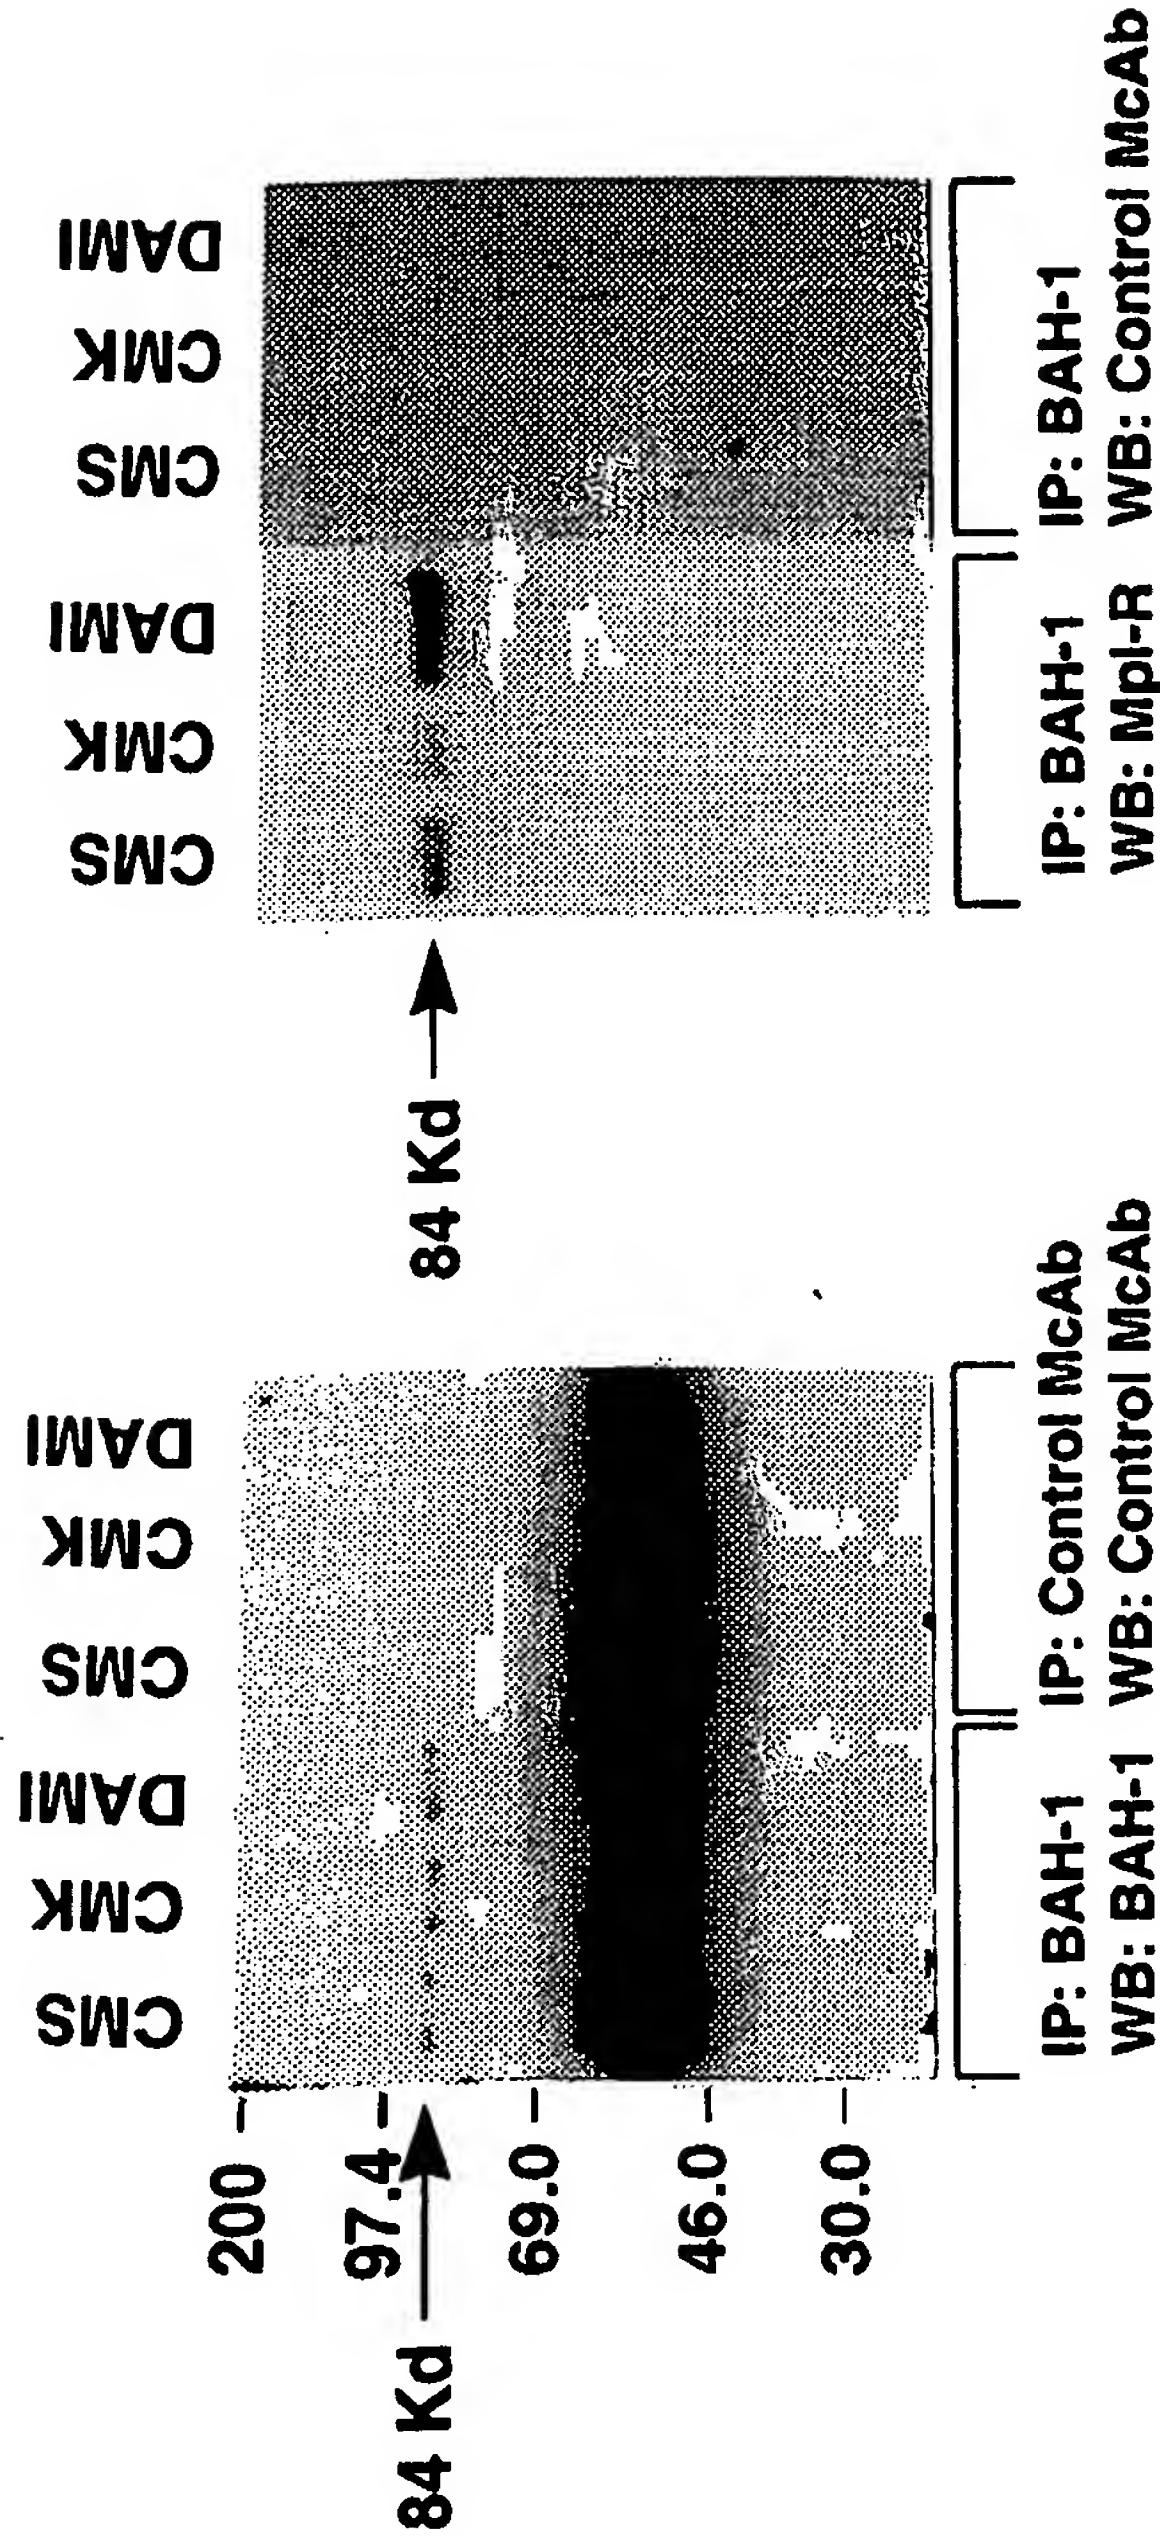 CMS CMK DAMI CMS CMK DAMI
200
97.4
84 Kd
69.0
46.0
30.0
IP: BAH-1 IP: Control McAb
WB: BAH-1 WB: Control McAb
CMS CMK DAMI CMS CMK DAMI
84 Kd
IP: BAH-1 IP: BAH-1
WB: Mpl-R WB: Control McAb